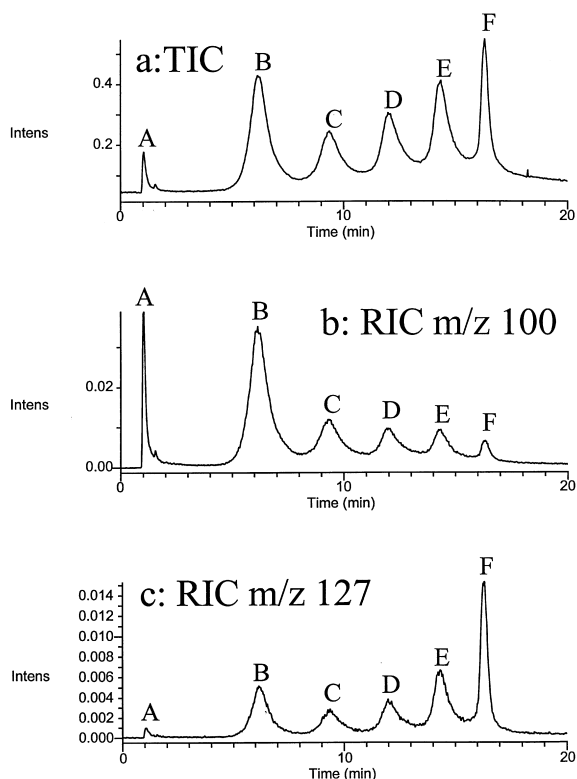 a:TIC
A
B
C
D
E
F
0.4
0.2
Intens
0
10
20
Time (min)
b: RIC m/z 100
A
B
C
D
E
F
0.02
0.00
Intens
0
10
20
Time (min)
c: RIC m/z 127
A
B
C
D
E
F
0.014
0.012
0.010
0.008
0.006
0.004
0.002
0.000
Intens
0
10
20
Time (min)